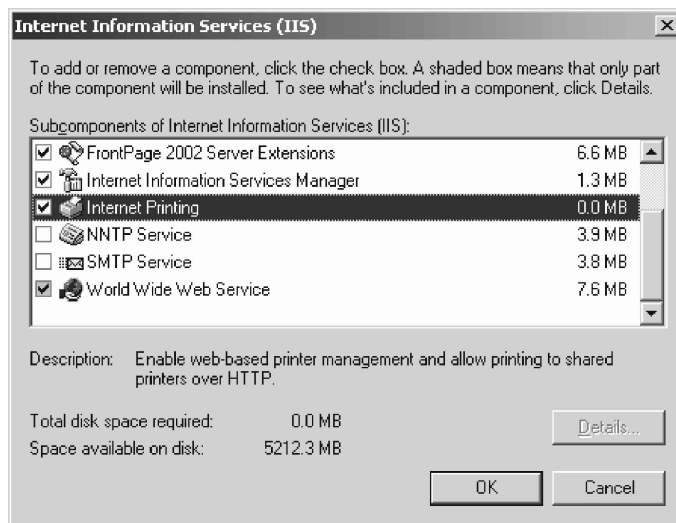 Internet Information Services (IIS)
To add or remove a component, click the check box. A shaded box means that only part
of the component will be installed. To see what's included in a component, click Details.
Subcomponents of Internet Information Services (IIS):
FrontPage 2002 Server Extensions 6.6 MB
Internet Information Services Manager 1.3 MB
Internet Printing 0.0 MB
NNTP Service 3.9 MB
SMTP Service 3.8 MB
World Wide Web Service 7.6 MB
Description: Enable web-based printer management and allow printing to shared
printers over HTTP.
Total disk space required: 0.0 MB
Details...
Space available on disk: 5212.3 MB
OK Cancel